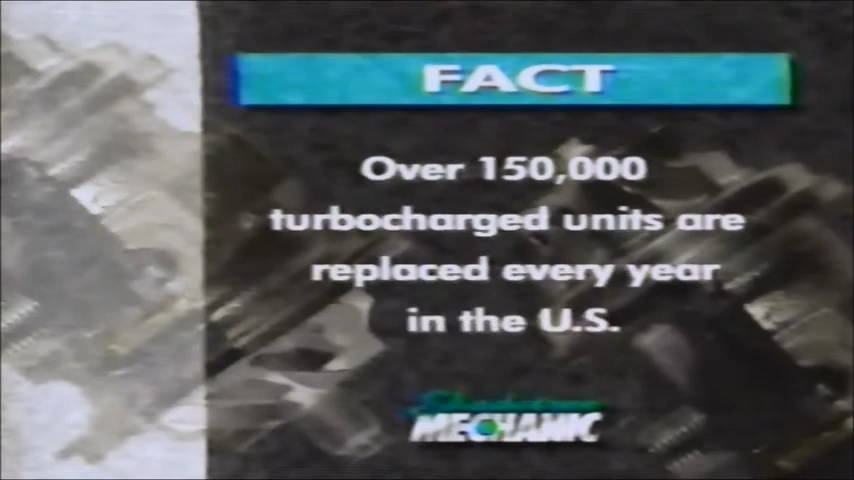 FACT
Over 150,000
turbocharged units are
replaced every year
in the U.S.
MECHANIC